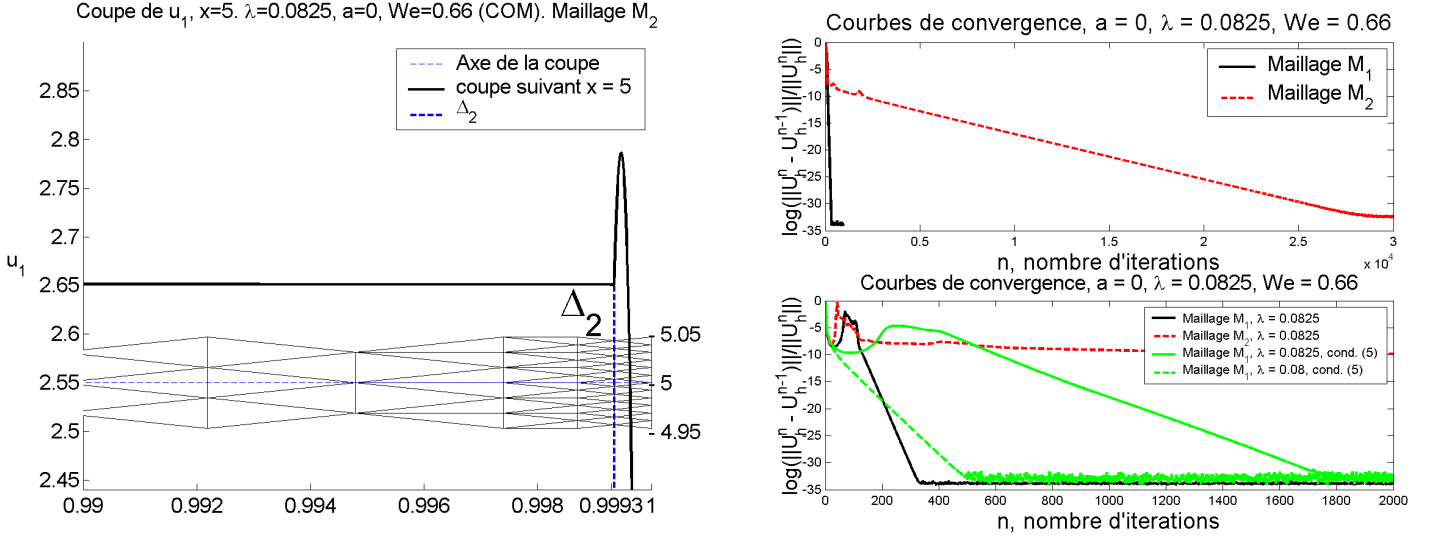 Coupe de u1, x=5. λ=0.0825, a=0, We=0.66 (COM). Maillage M2
Axe de la coupe
coupe suivant x = 5
Δ2
2.85
2.8
2.75
2.7
2.65
2.6
2.55
2.5
2.45
u1
Δ2
5.05
5
4.95
0.99
0.992
0.994
0.996
0.998
0.99931
Courbes de convergence, a = 0, λ = 0.0825, We = 0.66
log(||U_h^n - U_h^{n-1})||/||U_h^n||)
0
-5
-10
-15
-20
-25
-30
-35
Maillage M1
Maillage M2
0
0.5
1
1.5
2
2.5
3
x 10^4
n, nombre d'iterations
Courbes de convergence, a = 0, λ = 0.0825, We = 0.66
log(||U_h^n - U_h^{n-1})||/||U_h^n||)
0
-5
-10
-15
-20
-25
-30
-35
Maillage M1, λ = 0.0825
Maillage M2, λ = 0.0825
Maillage M1, λ = 0.0825, cond. (5)
Maillage M1, λ = 0.08, cond. (5)
0
200
400
600
800
1000
1200
1400
1600
1800
2000
n, nombre d'iterations